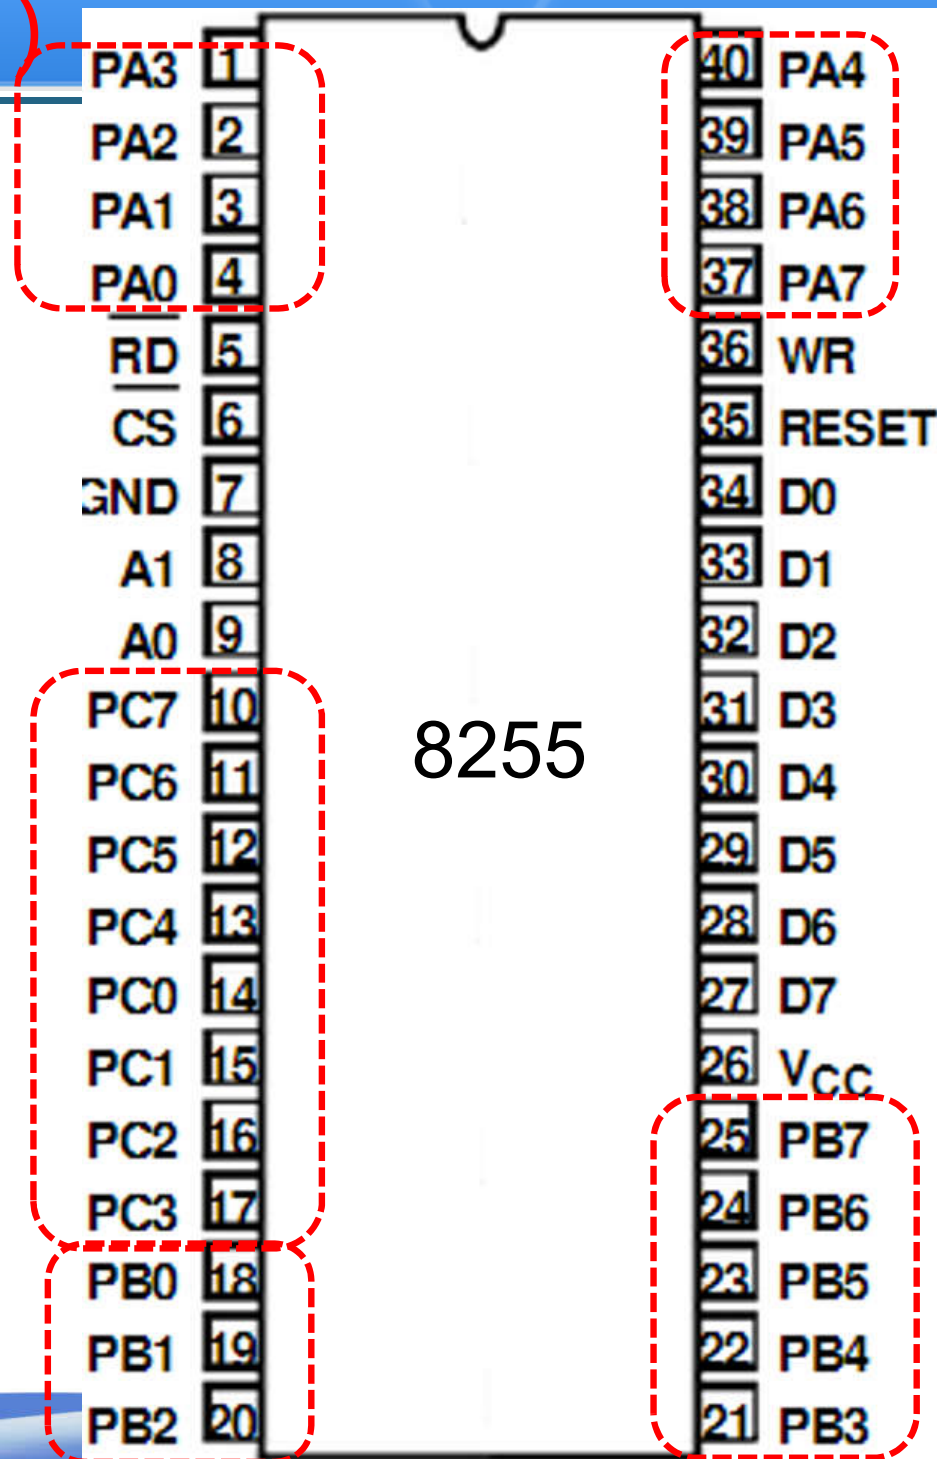 PA3 1 40 PA4
PA2 2 39 PA5
PA1 3 38 PA6
PA0 4 37 PA7
RD 5 36 WR
CS 6 35 RESET
GND 7 34 D0
A1 8 33 D1
A0 9 32 D2
PC7 10 31 D3
8255
PC6 11 30 D4
PC5 12 29 D5
PC4 13 28 D6
PC0 14 27 D7
PC1 15 26 VCC
PC2 16 25 PB7
PC3 17 24 PB6
PB0 18 23 PB5
PB1 19 22 PB4
PB2 20 21 PB3